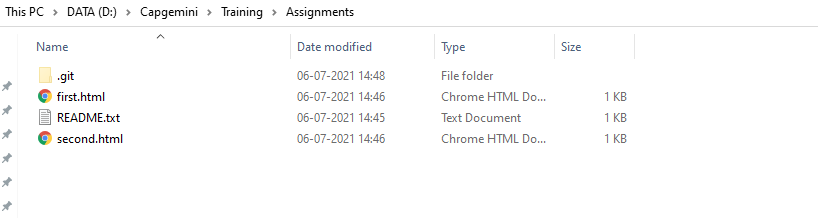 This PC > DATA (D:) > Capgemini > Training > Assignments
Name Date modified Type Size
.git 06-07-2021 14:48 File folder
first.html 06-07-2021 14:46 Chrome HTML Do... 1 KB
README.txt 06-07-2021 14:45 Text Document 1 KB
second.html 06-07-2021 14:46 Chrome HTML Do... 1 KB